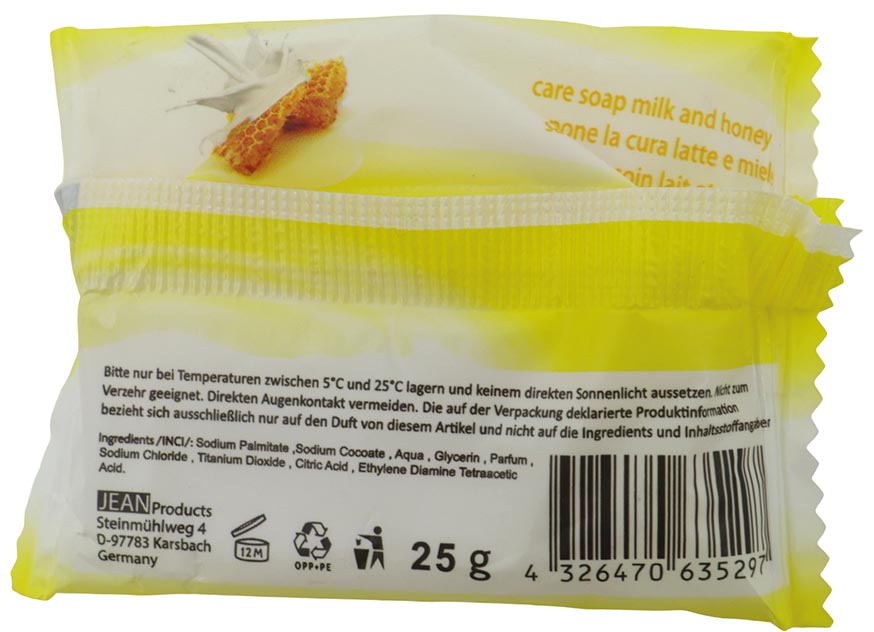 care soap milk and honey
la cura latte e miele
soin lait
Bitte nur bei Temperaturen zwischen 5°C und 25°C lagern und keinem direkten Sonnenlicht aussetzen. Nicht zum
Verzehr geeignet. Direkten Augenkontakt vermeiden. Die auf der Verpackung deklarierte Produktinformation
bezieht sich ausschließlich nur auf den Duft von diesem Artikel und nicht auf die Ingredients und Inhaltsstoffangaben
Ingredients /INCI/: Sodium Palmitate ,Sodium Cocoate , Aqua , Glycerin , Parfum ,
Sodium Chloride , Titanium Dioxide , Citric Acid , Ethylene Diamine Tetraacetic
Acid.
JEAN Products
Steinmühlweg 4
D-97783 Karsbach
Germany
12 M
OPP+PE
25 g
4 326470 635297